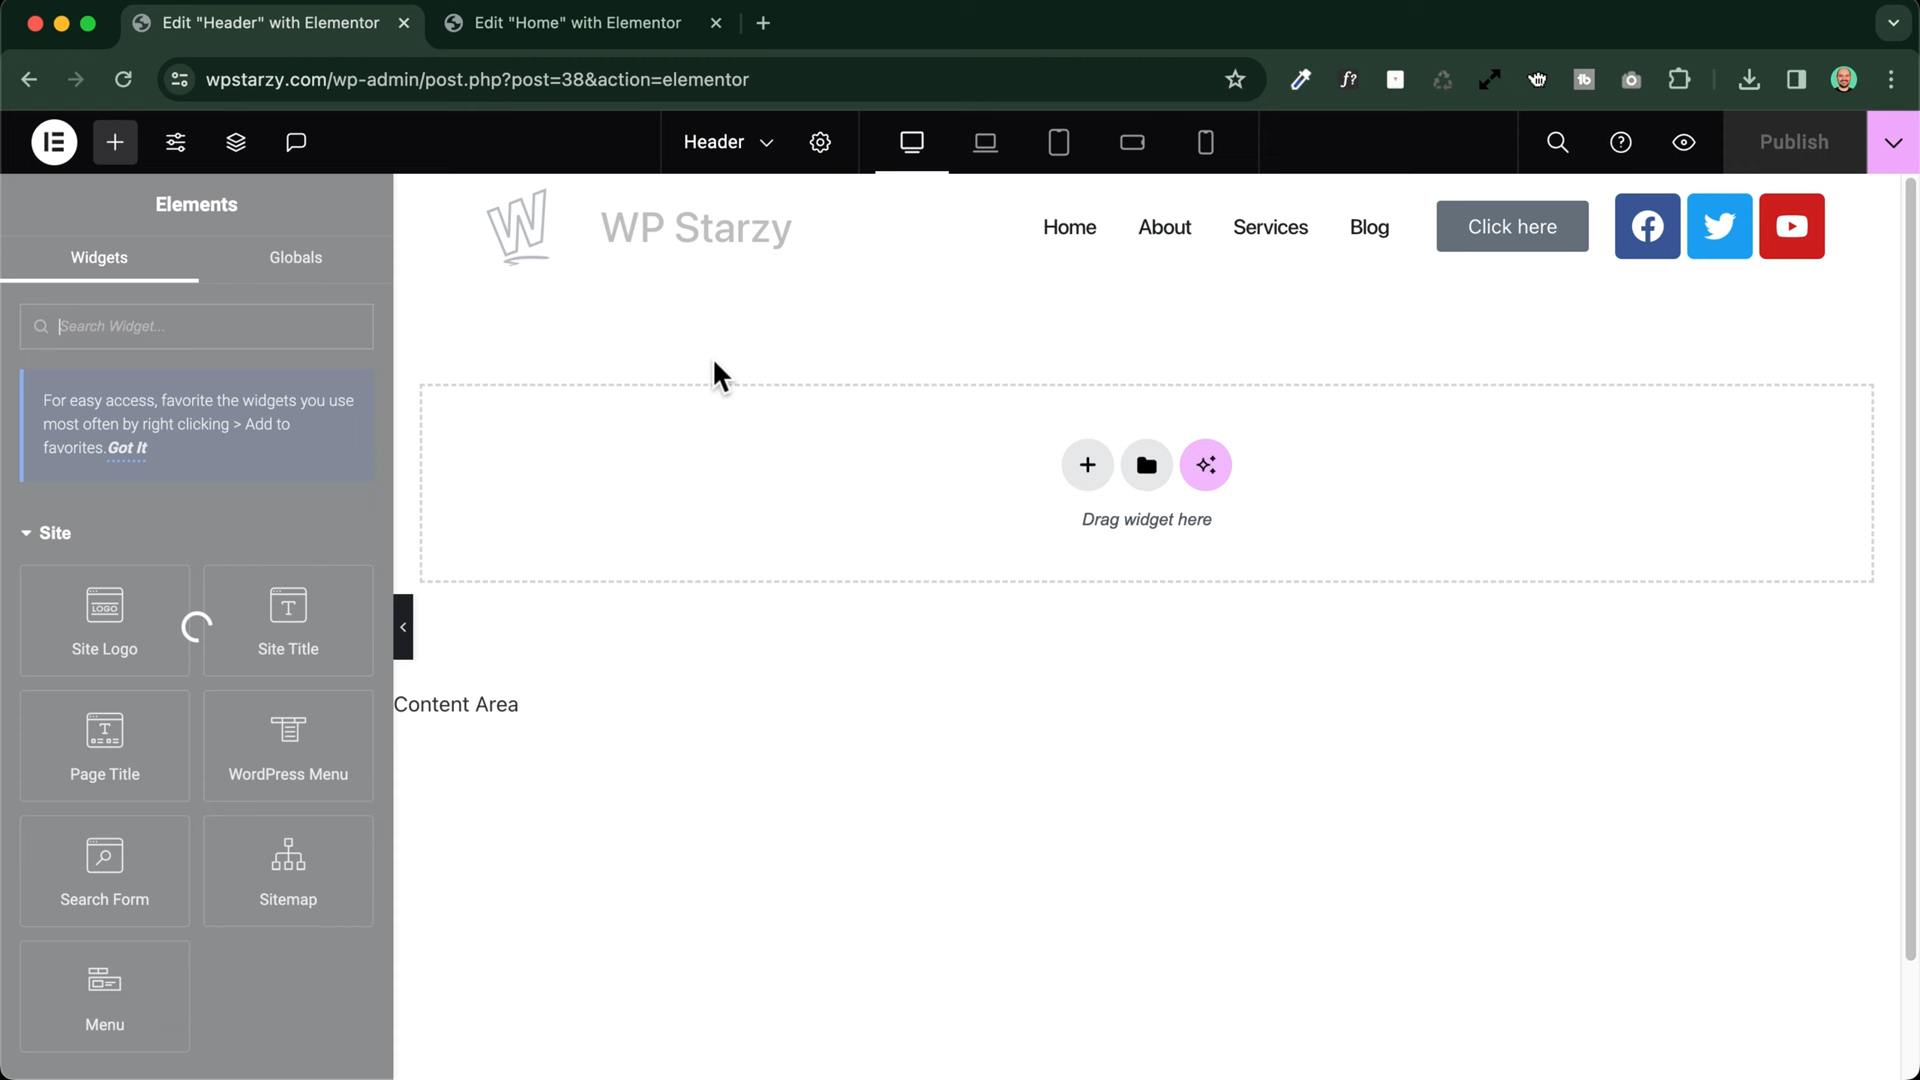 Edit "Header" with Elementor
Edit "Home" with Elementor
wpstarzy.com/wp-admin/post.php?post=38&action=elementor
f?
tb
Header
Publish
Elements
Widgets
Globals
Search Widget...
For easy access, favorite the widgets you use
most often by right clicking > Add to
favorites. Got It
Site
LOGO
Site Logo
T
Site Title
T
Page Title
WordPress Menu
Search Form
Sitemap
Menu
W
WP Starzy
Home
About
Services
Blog
Click here
Drag widget here
Content Area